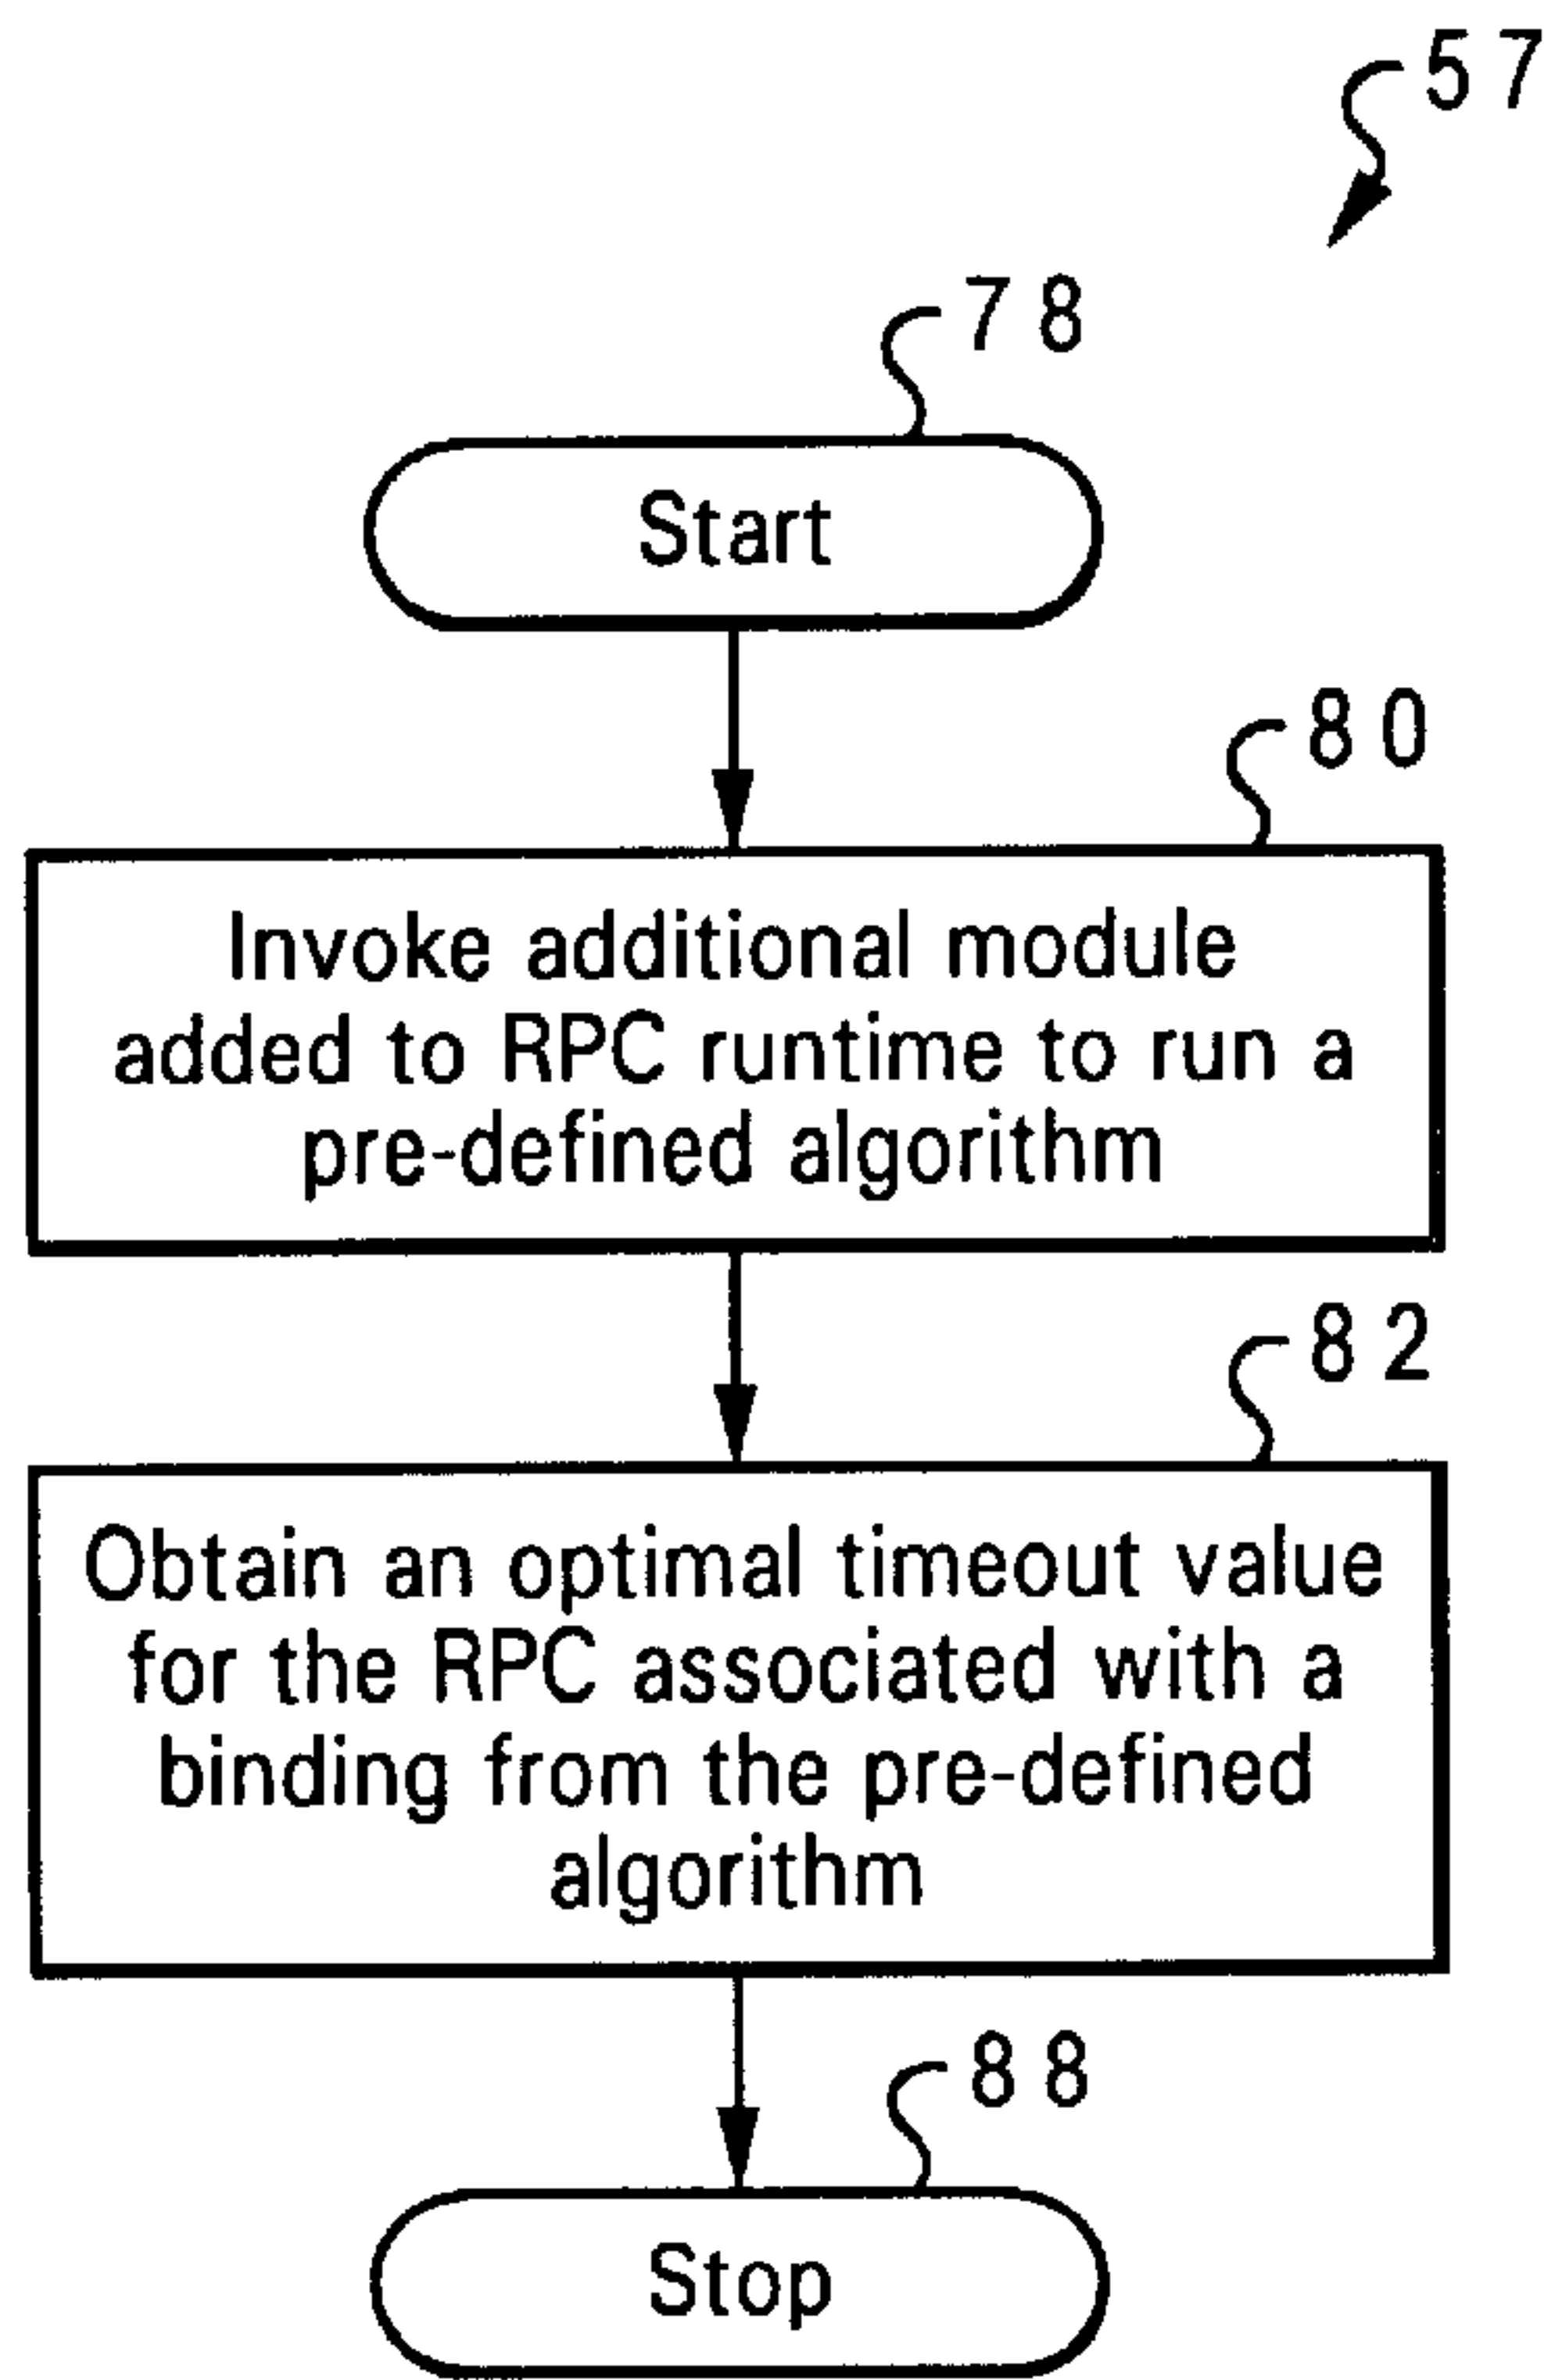 57
78
Start
80
Invoke additional module
added to RPC runtime to run a
pre-defined algorithm
82
Obtain an optimal timeout value
for the RPC associated with a
binding from the pre-defined
algorithm
88
Stop